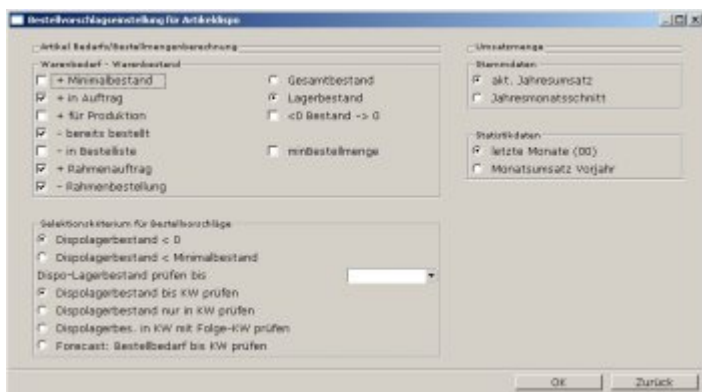 Bestellvorschlagseinstellung für Artikeldispo
Artikel Bedarfs/Bestellmengenberechnung
Warenbedarf - Warenbestand
+ Minimalbestand
+ in Auftrag
+ für Produktion
- bereits bestellt
- in Bestelliste
+ Rahmenauftrag
- Rahmenbestellung
Gesamtbestand
Lagerbestand
<0 Bestand -> 0
minBestellmenge
Umsatzmenge
Stammdaten
akt. Jahresumsatz
Jahresmonatsschnitt
Statistikdaten
letzte Monate (00)
Monatsumsatz Vorjahr
Selektionskriterium für Bestellvorschläge
Dispolagerbestand < 0
Dispolagerbestand < Minimalbestand
Dispo-Lagerbestand prüfen bis
Dispolagerbestand bis KW prüfen
Dispolagerbestand nur in KW prüfen
Dispolagerbes. in KW mit Folge-KW prüfen
Forecast: Bestellbedarf bis KW prüfen
OK
Zurück